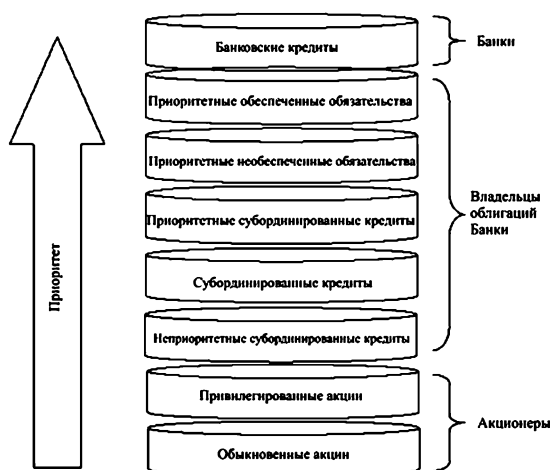 Банковские кредиты
Банки
Приоритетные обеспеченные обязательства
Приоритетные необеспеченные обязательства
Приоритетные субординированные кредиты
Владельцы
облигаций
Банки
Субординированные кредиты
Неприоритетные субординированные кредиты
Привилегированные акции
Акционеры
Обыкновенные акции
Приоритет